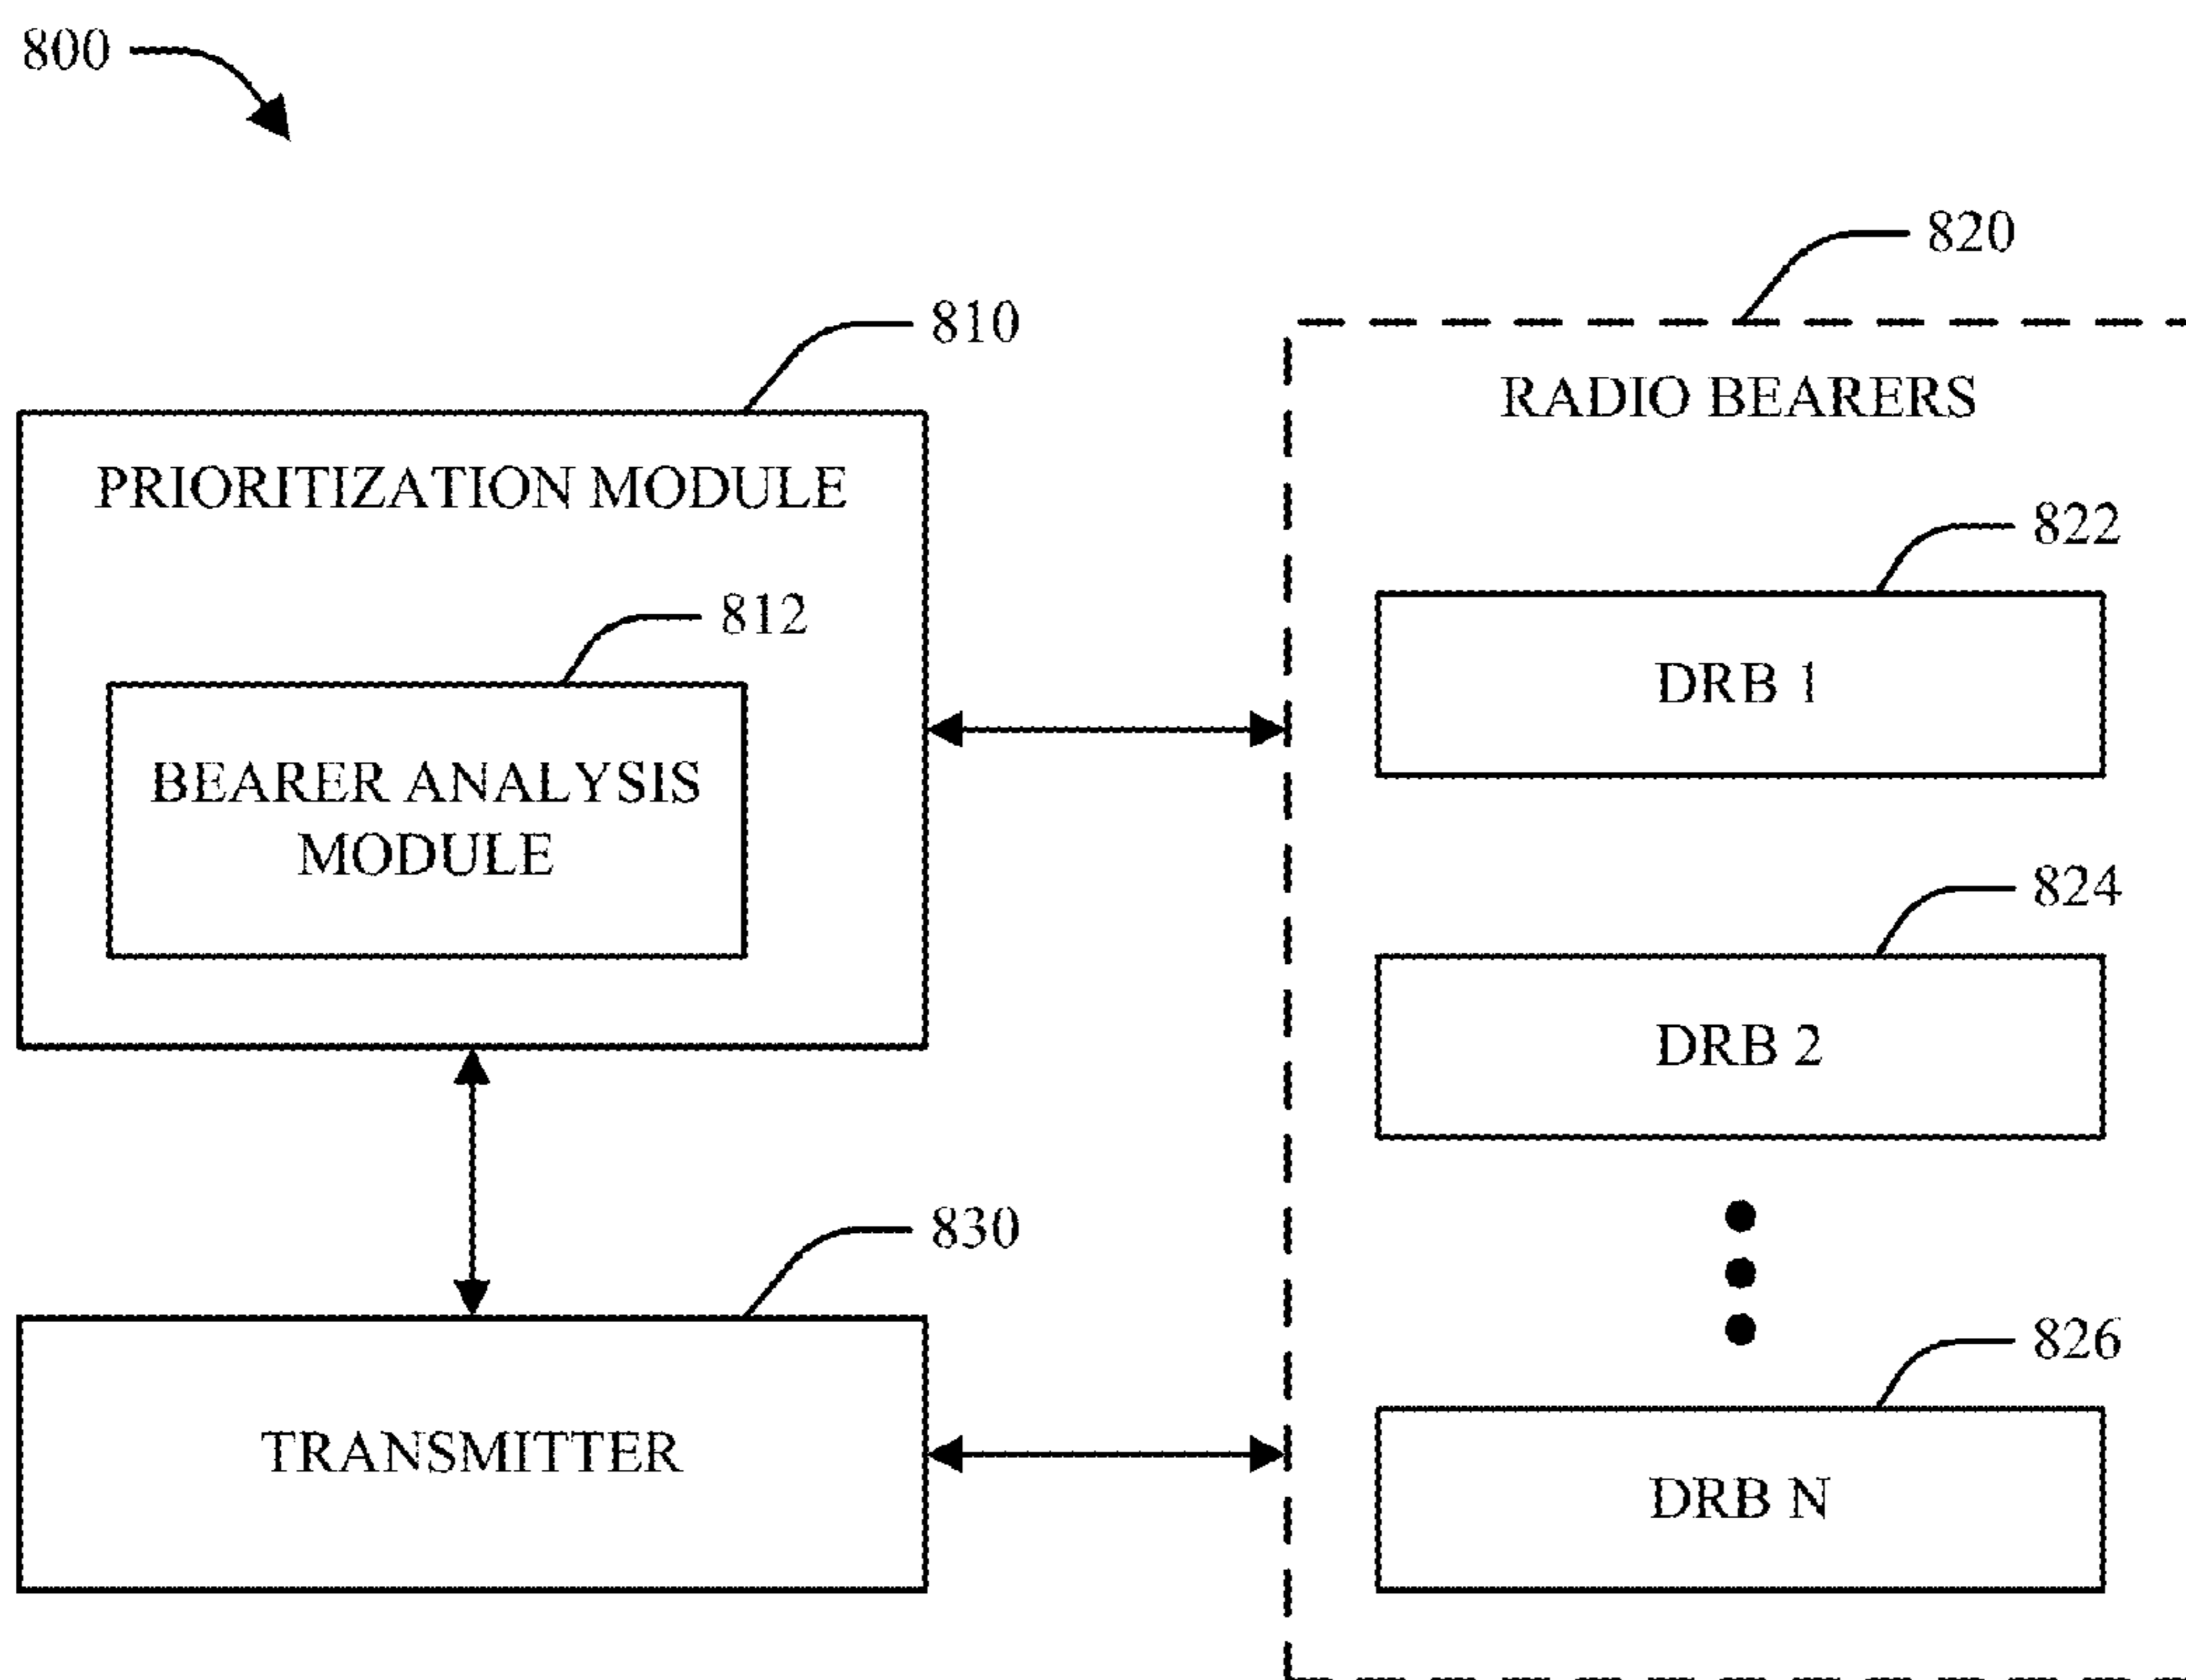 800
820
810
RADIO BEARERS
PRIORITIZATION MODULE
822
812
DRB 1
BEARER ANALYSIS
MODULE
824
DRB 2
830
826
TRANSMITTER
DRB N